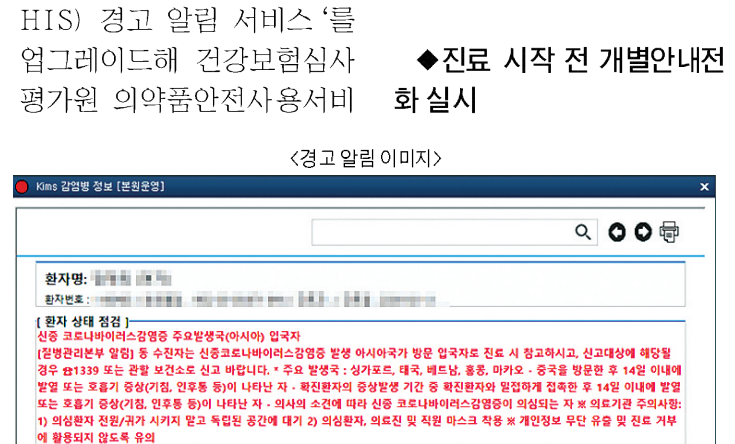 HIS) 경고 알림 서비스‘를
업그레이드해 건강보험심사
평가원 의약품안전사용서비
◆진료 시작 전 개별안내전
화 실시
<경고 알림 이미지>
Kims 감염병 정보 [본원운영]
환자명:
환자번호 :
[ 환자 상태 점검 ]
신종 코로나바이러스감염증 주요발생국(아시아) 입국자
[질병관리본부 알림] 동 수진자는 신종코로나바이러스감염증 발생 아시아국가 방문 입국자로 진료 시 참고하시고, 신고대상에 해당될
경우 ☎1339 또는 관할 보건소로 신고 바랍니다. * 주요 발생국 : 싱가포르, 태국, 베트남, 홍콩, 마카오 - 중국을 방문한 후 14일 이내에
발열 또는 호흡기 증상(기침, 인후통 등)이 나타난 자 - 확진환자의 증상발생 기간 중 확진환자와 밀접하게 접촉한 후 14일 이내에 발열
또는 호흡기 증상(기침, 인후통 등)이 나타난 자 - 의사의 소견에 따라 신종 코로나바이러스감염증이 의심되는 자 ※ 의료기관 주의사항:
1) 의심환자 전원/귀가 시키지 말고 독립된 공간에 대기 2) 의심환자, 의료진 및 직원 마스크 착용 ※ 개인정보 무단 유출 및 진료 거부
에 활용되지 않도록 유의